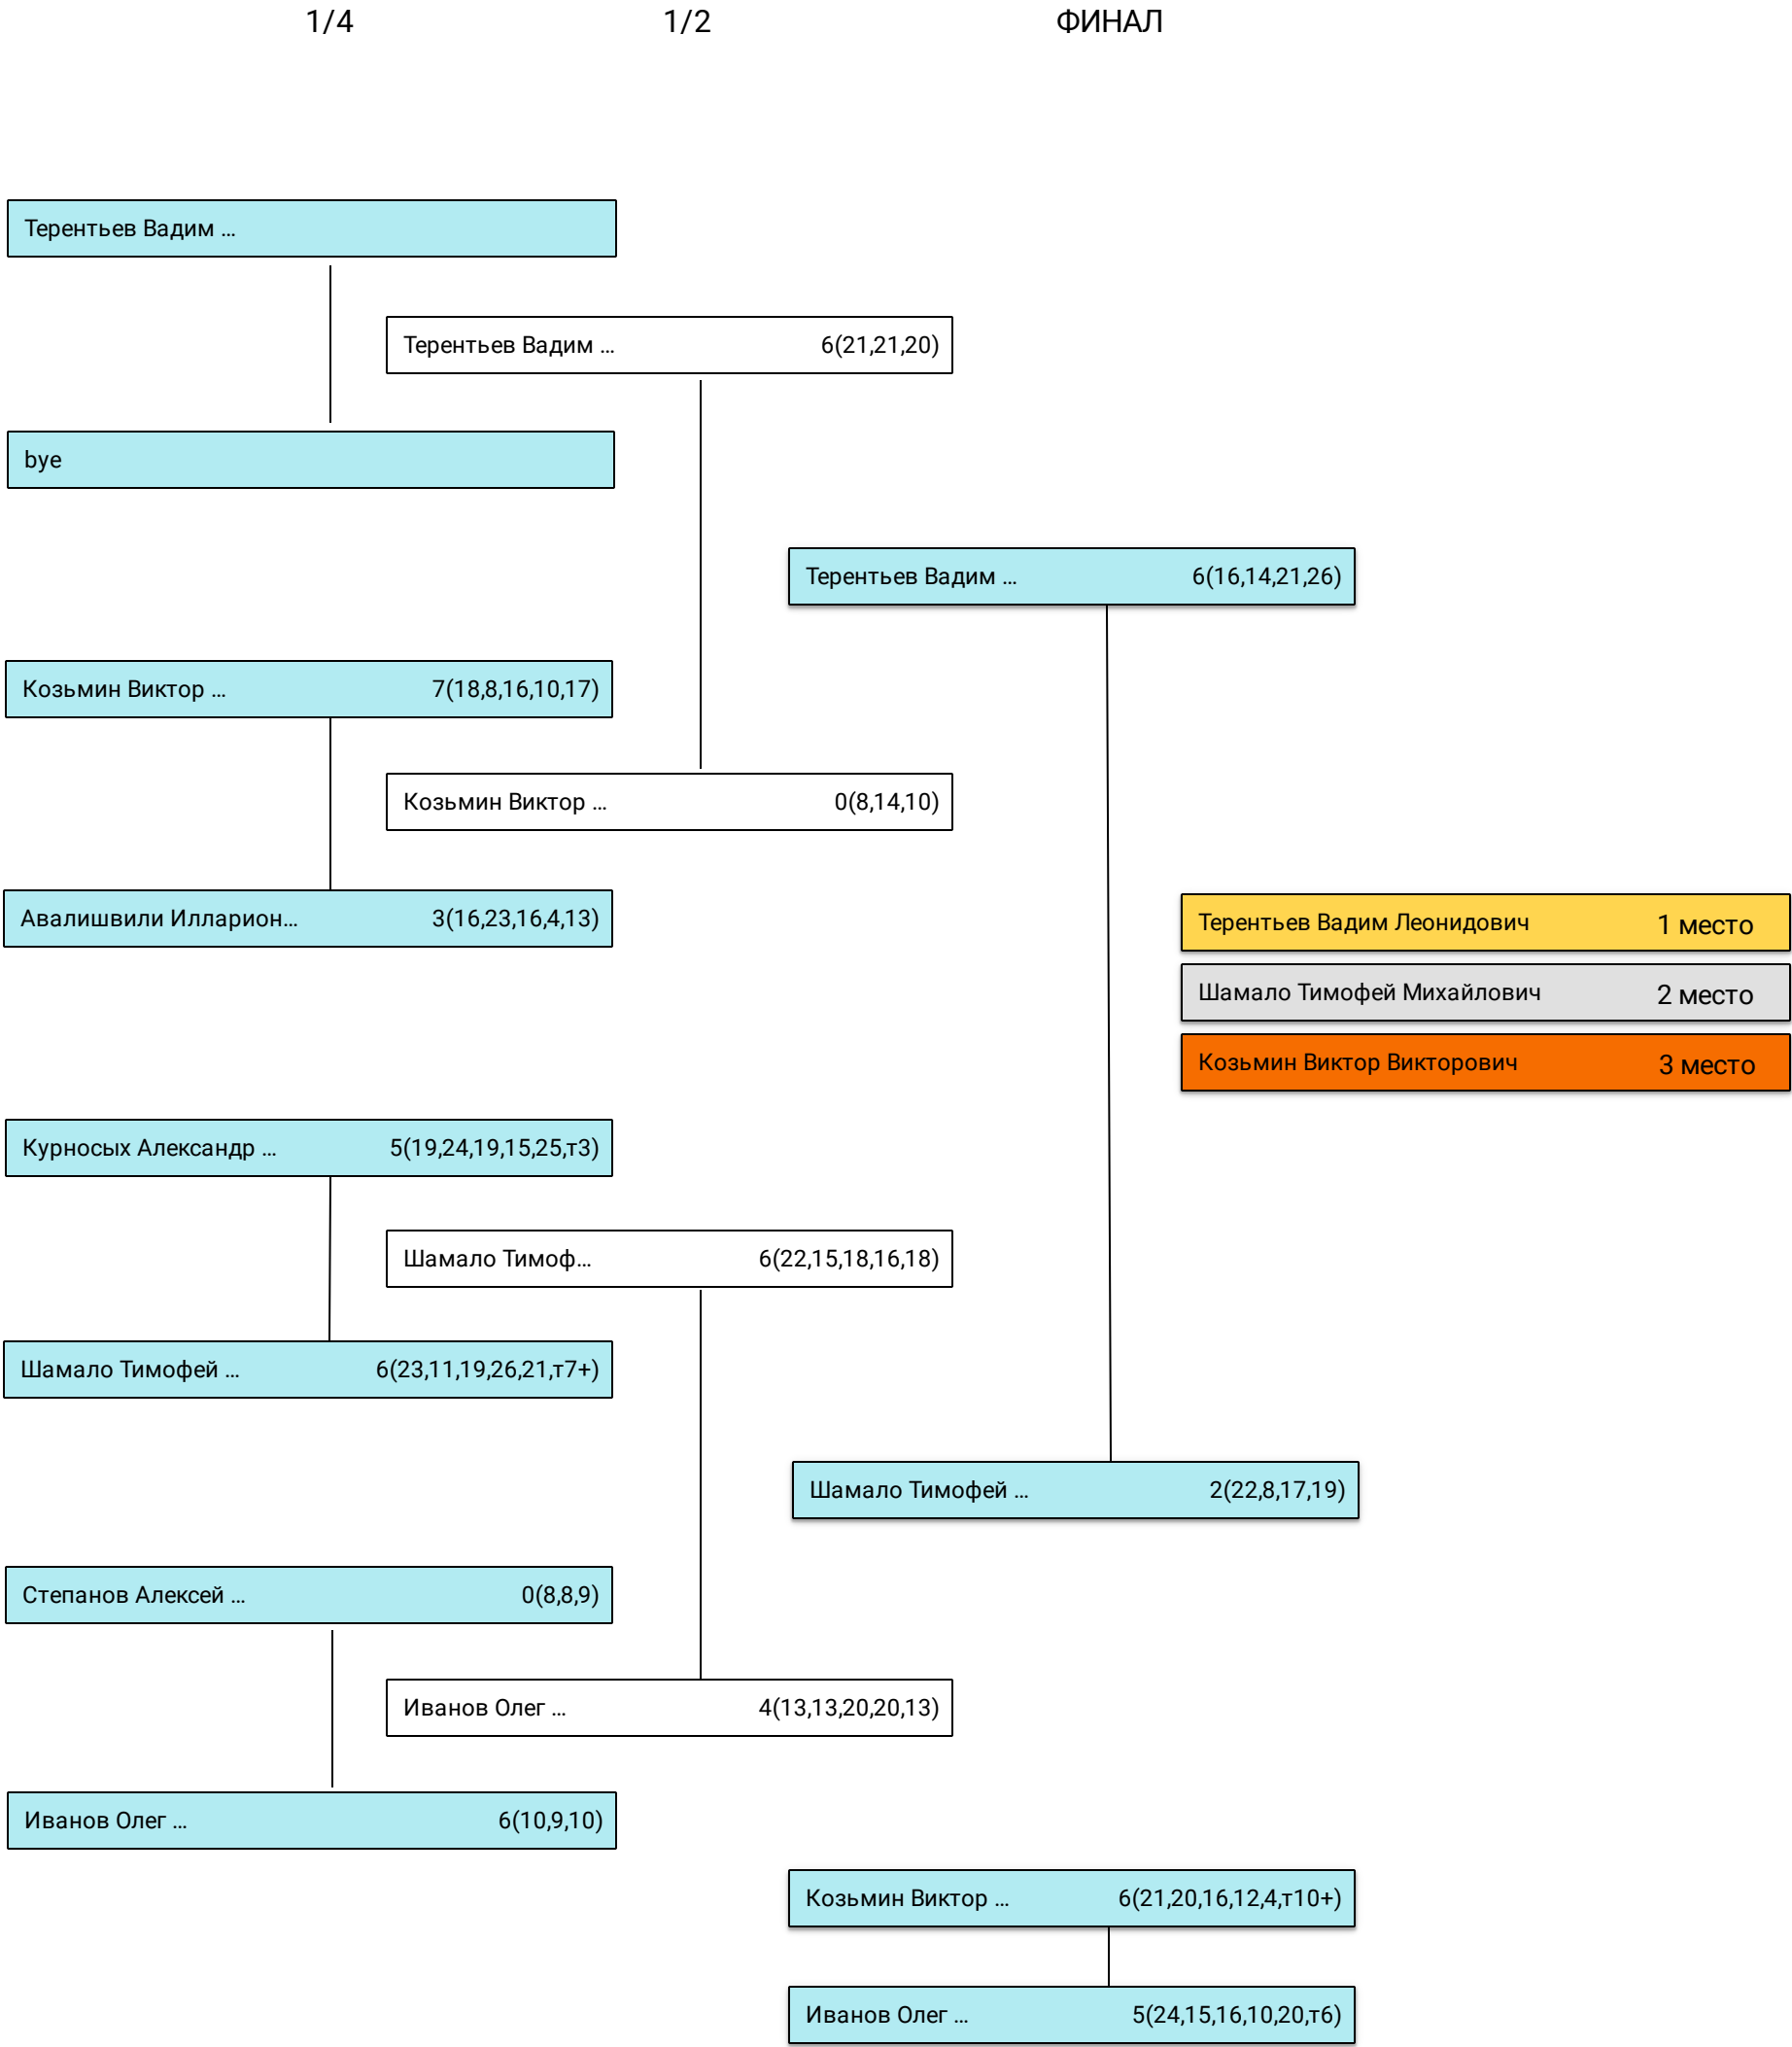 1/4 1/2 ФИНАЛ
Терентьев Вадим ...
Терентьев Вадим ... 6(21,21,20)
bye
Терентьев Вадим ... 6(16,14,21,26)
Козьмин Виктор ... 7(18,8,16,10,17)
Козьмин Виктор ... 0(8,14,10)
Авалишвили Илларион... 3(16,23,16,4,13)
Терентьев Вадим Леонидович 1 место
Шамало Тимофей Михайлович 2 место
Козьмин Виктор Викторович 3 место
Курносых Александр ... 5(19,24,19,15,25,т3)
Шамало Тимоф... 6(22,15,18,16,18)
Шамало Тимофей ... 6(23,11,19,26,21,т7+)
Шамало Тимофей ... 2(22,8,17,19)
Степанов Алексей ... 0(8,8,9)
Иванов Олег ... 4(13,13,20,20,13)
Иванов Олег ... 6(10,9,10)
Козьмин Виктор ... 6(21,20,16,12,4,т10+)
Иванов Олег ... 5(24,15,16,10,20,т6)